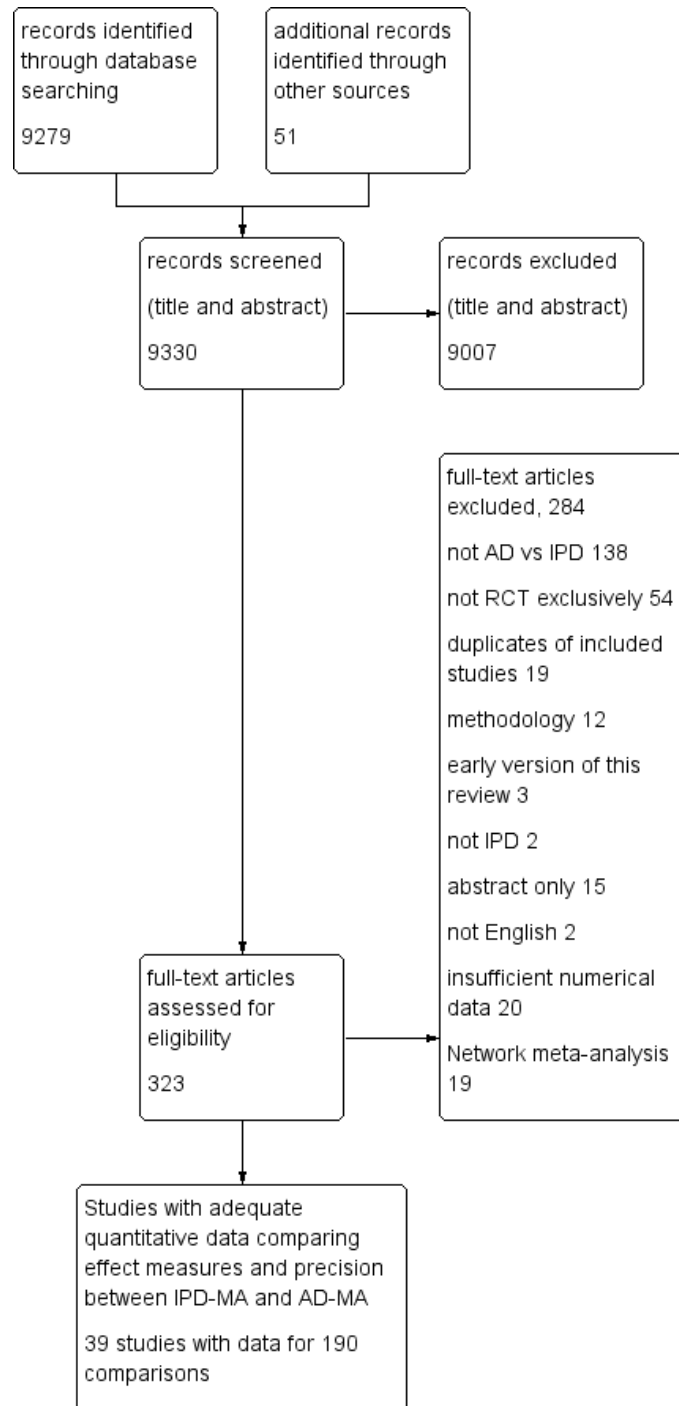 records identified
through database
searching
9279
additional records
identified through
other sources
51
records screened
(title and abstract)
9330
records excluded
(title and abstract)
9007
full-text articles
excluded, 284
not AD vs IPD 138
not RCT exclusively 54
duplicates of included
studies 19
methodology 12
early version of this
review 3
not IPD 2
abstract only 15
not English 2
insufficient numerical
data 20
Network meta-analysis
19
full-text articles
assessed for
eligibility
323
Studies with adequate
quantitative data comparing
effect measures and precision
between IPD-MA and AD-MA
39 studies with data for 190
comparisons